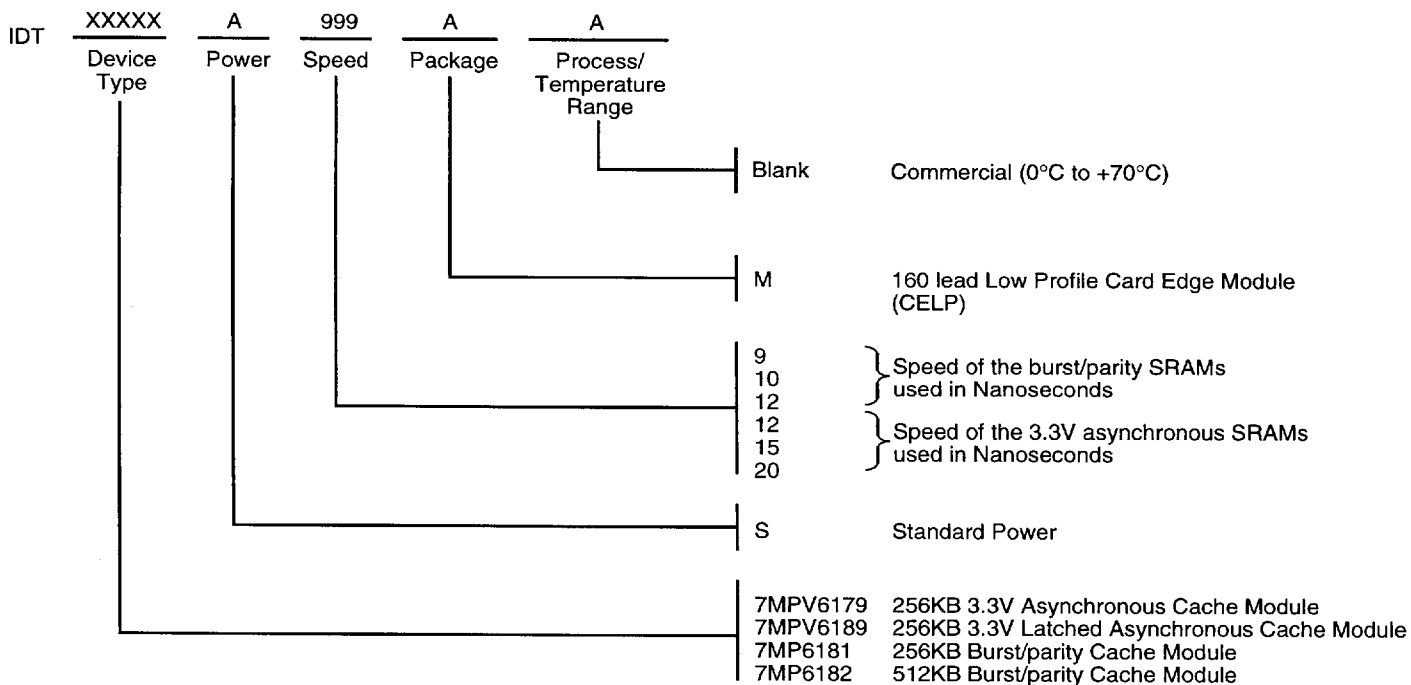 IDT XXXXX A 999 A A
Device Type Power Speed Package Process/ Temperature Range
Blank Commercial (0°C to +70°C)
M 160 lead Low Profile Card Edge Module
(CELP)
9
10
12
Speed of the burst/parity SRAMs
used in Nanoseconds
12
15
20
Speed of the 3.3V asynchronous SRAMs
used in Nanoseconds
S Standard Power
7MPV6179 256KB 3.3V Asynchronous Cache Module
7MPV6189 256KB 3.3V Latched Asynchronous Cache Module
7MP6181 256KB Burst/parity Cache Module
7MP6182 512KB Burst/parity Cache Module